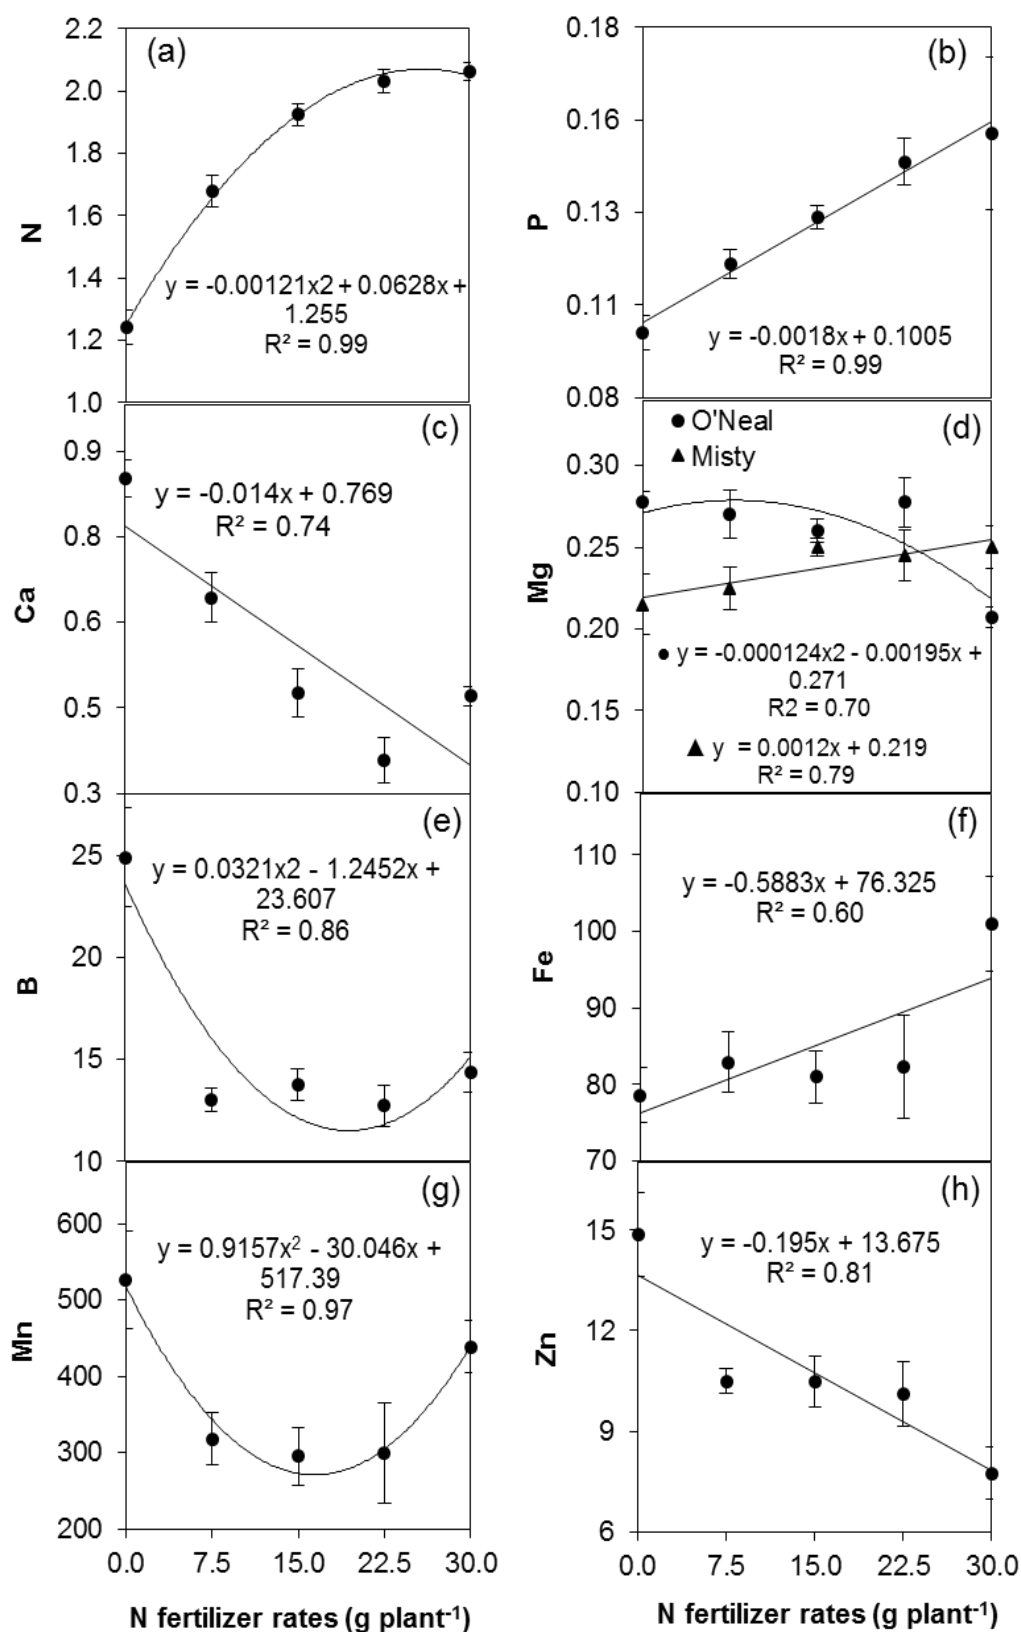 (a)
2.2
2.0
1.8
1.6
1.4
1.2
1.0
N
y = -0.00121x2 + 0.0628x +
1.255
R² = 0.99
(b)
0.18
0.16
0.13
0.11
0.08
P
y = -0.0018x + 0.1005
R² = 0.99
(c)
0.9
0.8
0.6
0.5
0.3
Ca
y = -0.014x + 0.769
R² = 0.74
(d)
O'Neal
Misty
0.30
0.25
0.20
0.15
0.10
Mg
y = -0.000124x2 - 0.00195x +
0.271
R2 = 0.70
y = 0.0012x + 0.219
R² = 0.79
(e)
25
20
15
10
B
y = 0.0321x2 - 1.2452x +
23.607
R² = 0.86
(f)
110
100
90
80
70
Fe
y = -0.5883x + 76.325
R² = 0.60
(g)
600
500
400
300
200
Mn
y = 0.9157x² - 30.046x +
517.39
R² = 0.97
0.0 7.5 15.0 22.5 30.0
N fertilizer rates (g plant⁻¹)
(h)
15
12
9
6
Zn
y = -0.195x + 13.675
R² = 0.81
0.0 7.5 15.0 22.5 30.0
N fertilizer rates (g plant⁻¹)